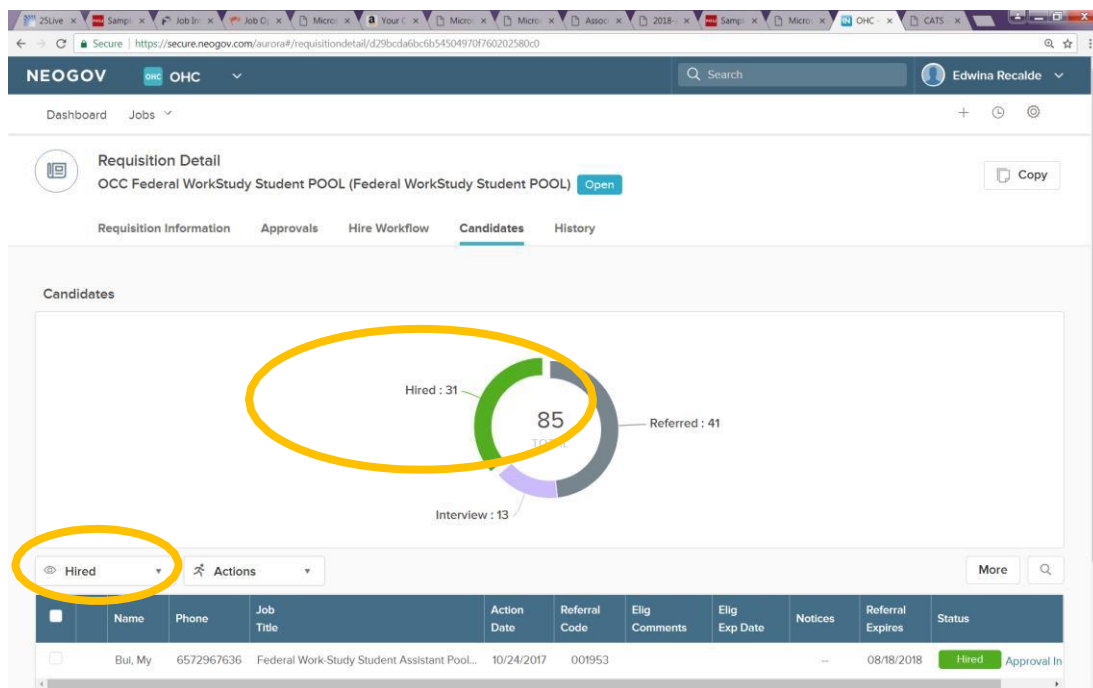 25Live Sampl Job In Job O Micro Your C Micro Micro Associ 2018- Sampl Micro OHC - CATS
Secure https://secure.neogov.com/aurora#/requisitiondetail/d29bcda6bc6b54504970f760202580c0
NEOGOV OHC OHC Search Edwina Recalde
Dashboard Jobs
Requisition Detail
OCC Federal WorkStudy Student POOL (Federal WorkStudy Student POOL) Open
Copy
Requisition Information Approvals Hire Workflow Candidates History
Candidates
Hired : 31
85
TOTAL
Referred : 41
Interview : 13
Hired Actions More
Name Phone Job Title Action Date Referral Code Elig Comments Elig Exp Date Notices Referral Expires Status
Bui, My 6572967636 Federal Work-Study Student Assistant Pool... 10/24/2017 001953 -- 08/18/2018 Hired Approval In